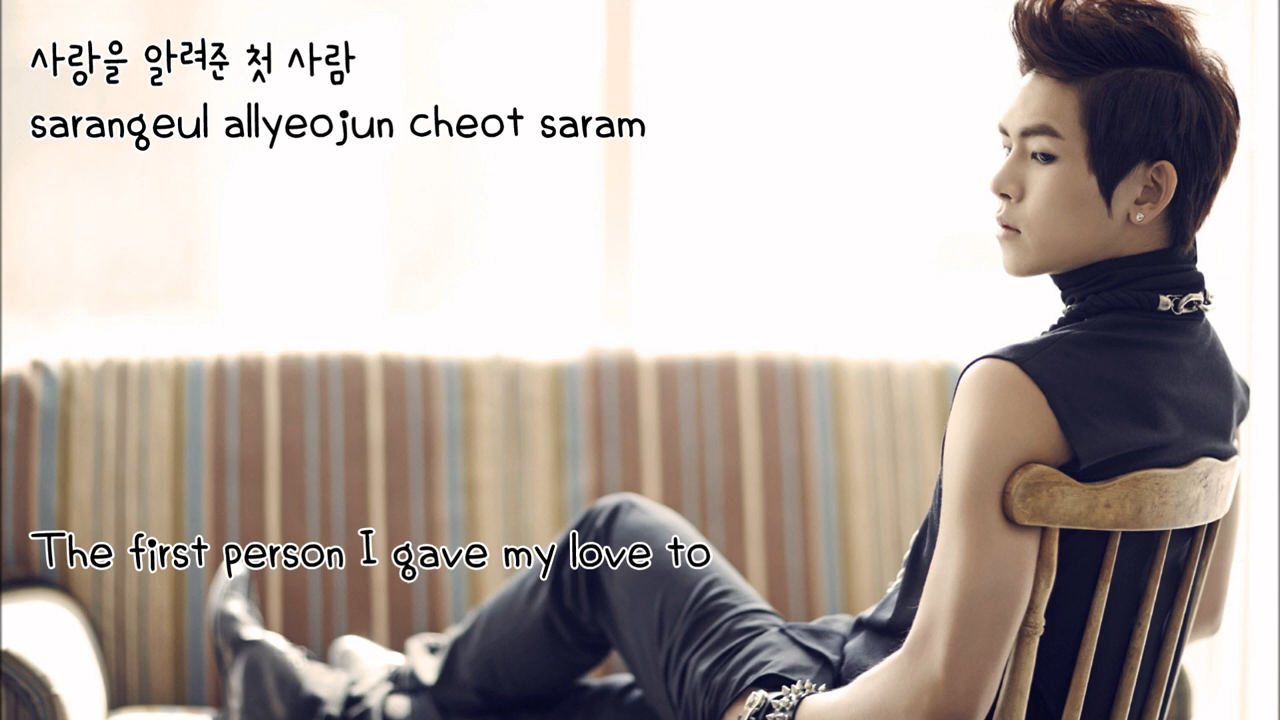 사랑을 알려준 첫 사람
sarangeul allyeojun cheot saram
The first person I gave my love to